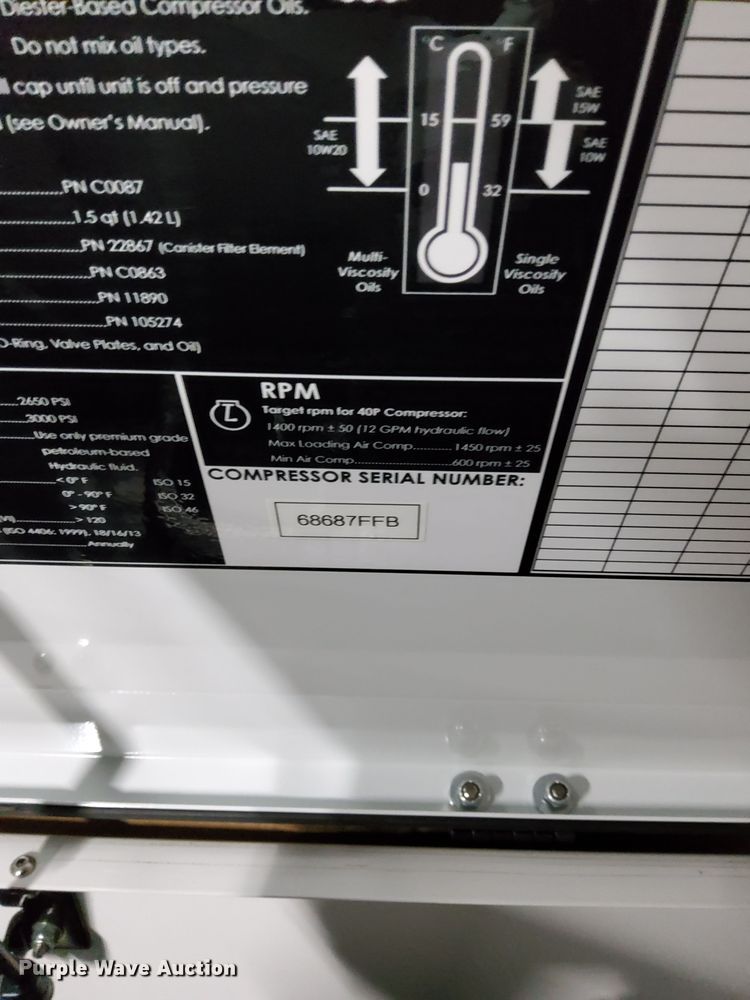 Diester-Based Compressor Oils.
Do not mix oil types.
cap until unit is off and pressure
(see Owner's Manual).
°C °F
15 59
0 32
SAE
10W20
SAE
15W
SAE
10W
Multi-
Viscosity
Oils
Single
Viscosity
Oils
PN C0087
1.5 qt (1.42 L)
PN 22867 (Canister Filter Element)
PN C0863
PN 11890
PN 105274
O-Ring, Valve Plates, and Oil)
2650 PSI
3000 PSI
Use only premium grade
petroleum-based
Hydraulic fluid.
< 0° F ISO 15
0° - 90° F ISO 32
> 90° F ISO 46
> 120
(ISO 4406: 1999), 18/16/13
Annually
RPM
Target rpm for 40P Compressor:
1400 rpm ± 50 (12 GPM hydraulic flow)
Max Loading Air Comp........... 1450 rpm ± 25
Min Air Comp............................600 rpm ± 25
COMPRESSOR SERIAL NUMBER:
68687FFB
Purple Wave Auction